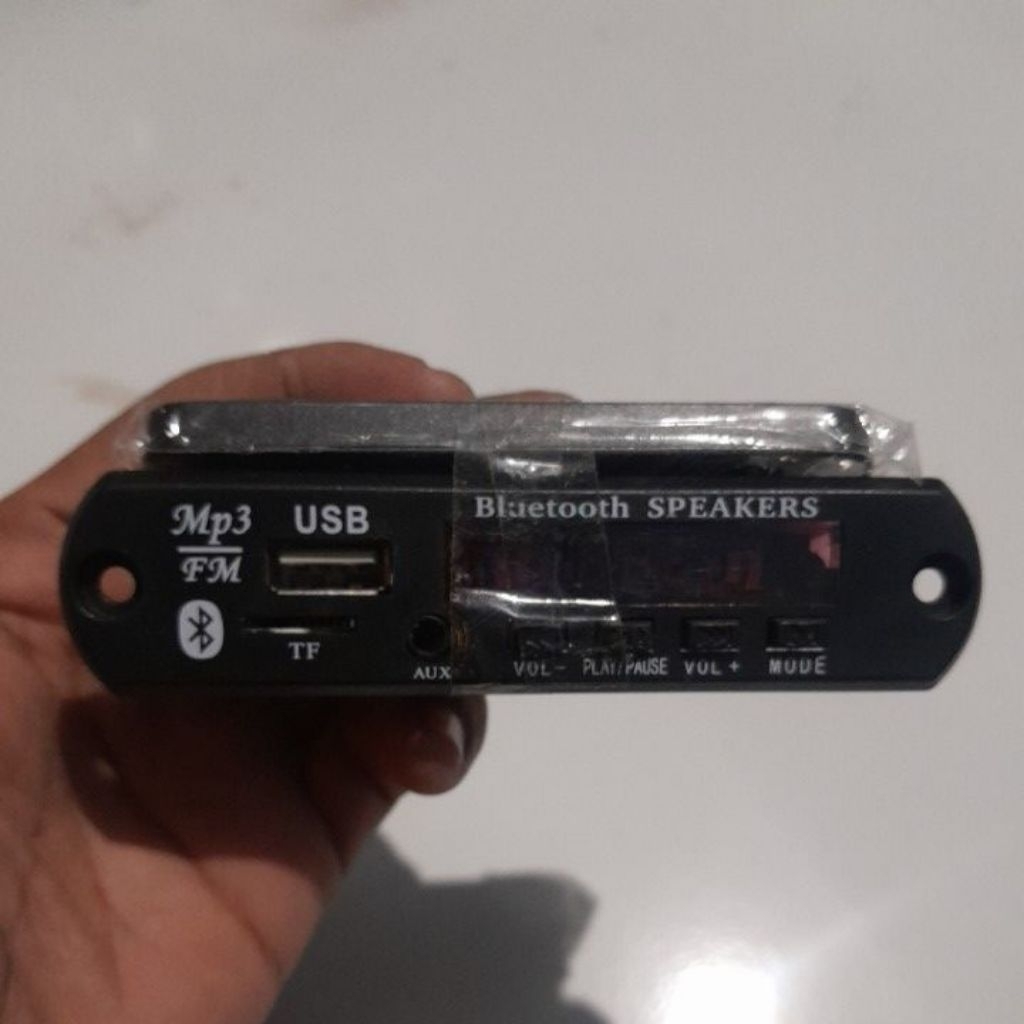 Mp3
FM
USB
TF
AUX
Bluetooth SPEAKERS
VOL- PLAY/PAUSE VOL+ MODE